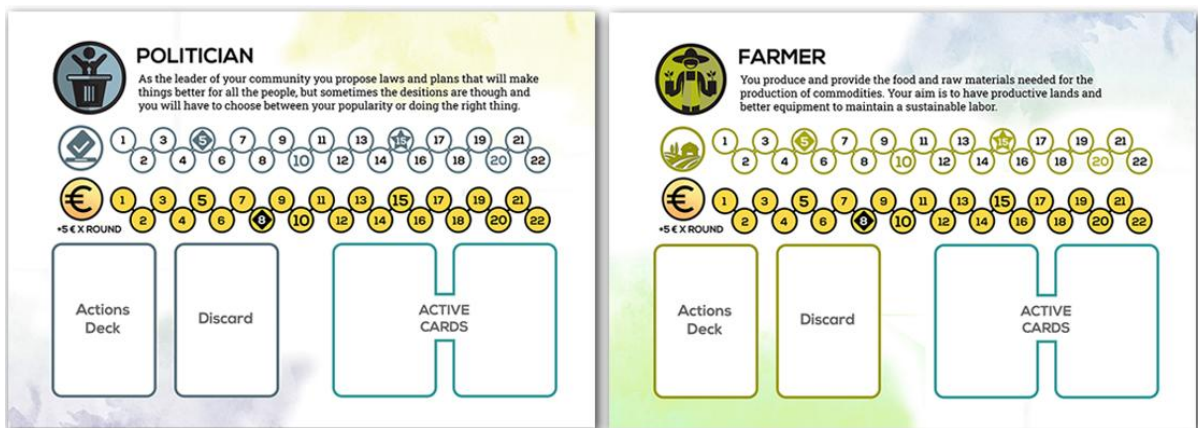 POLITICIAN
As the leader of your community you propose laws and plans that will make
things better for all the people, but sometimes the desitions are though and
you will have to choose between your popularity or doing the right thing.
1 3 5 7 9 11 13 15 17 19 21
2 4 6 8 10 12 14 16 18 20 22
€ 1 3 5 7 9 11 13 15 17 19 21
2 4 6 8 10 12 14 16 18 20 22
+5 € X ROUND
Actions
Deck
Discard
ACTIVE
CARDS
FARMER
You produce and provide the food and raw materials needed for the
production of commodities. Your aim is to have productive lands and
better equipment to maintain a sustainable labor.
1 3 5 7 9 11 13 15 17 19 21
2 4 6 8 10 12 14 16 18 20 22
€ 1 3 5 7 9 11 13 15 17 19 21
2 4 6 8 10 12 14 16 18 20 22
+5 € X ROUND
Actions
Deck
Discard
ACTIVE
CARDS